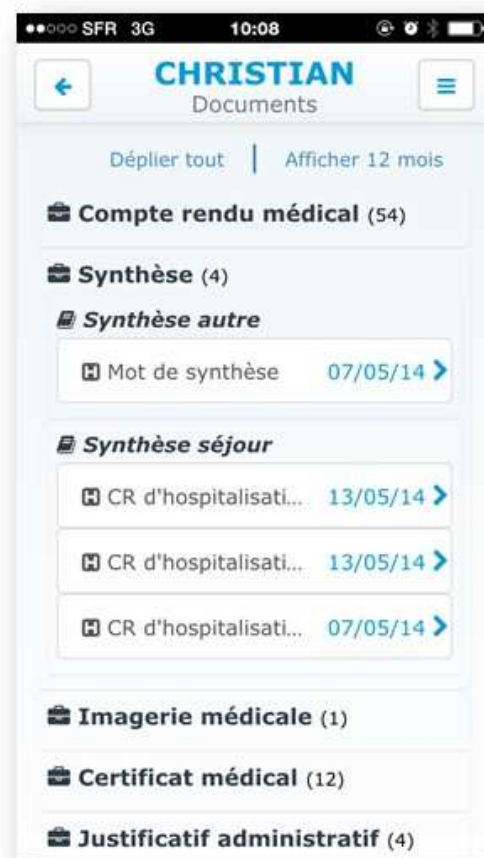 SFR 3G 10:08
CHRISTIAN
Documents
Déplier tout | Afficher 12 mois
Compte rendu médical (54)
Synthèse (4)
Synthèse autre
Mot de synthèse 07/05/14
Synthèse séjour
CR d'hospitalisati... 13/05/14
CR d'hospitalisati... 13/05/14
CR d'hospitalisati... 07/05/14
Imagerie médicale (1)
Certificat médical (12)
Justificatif administratif (4)